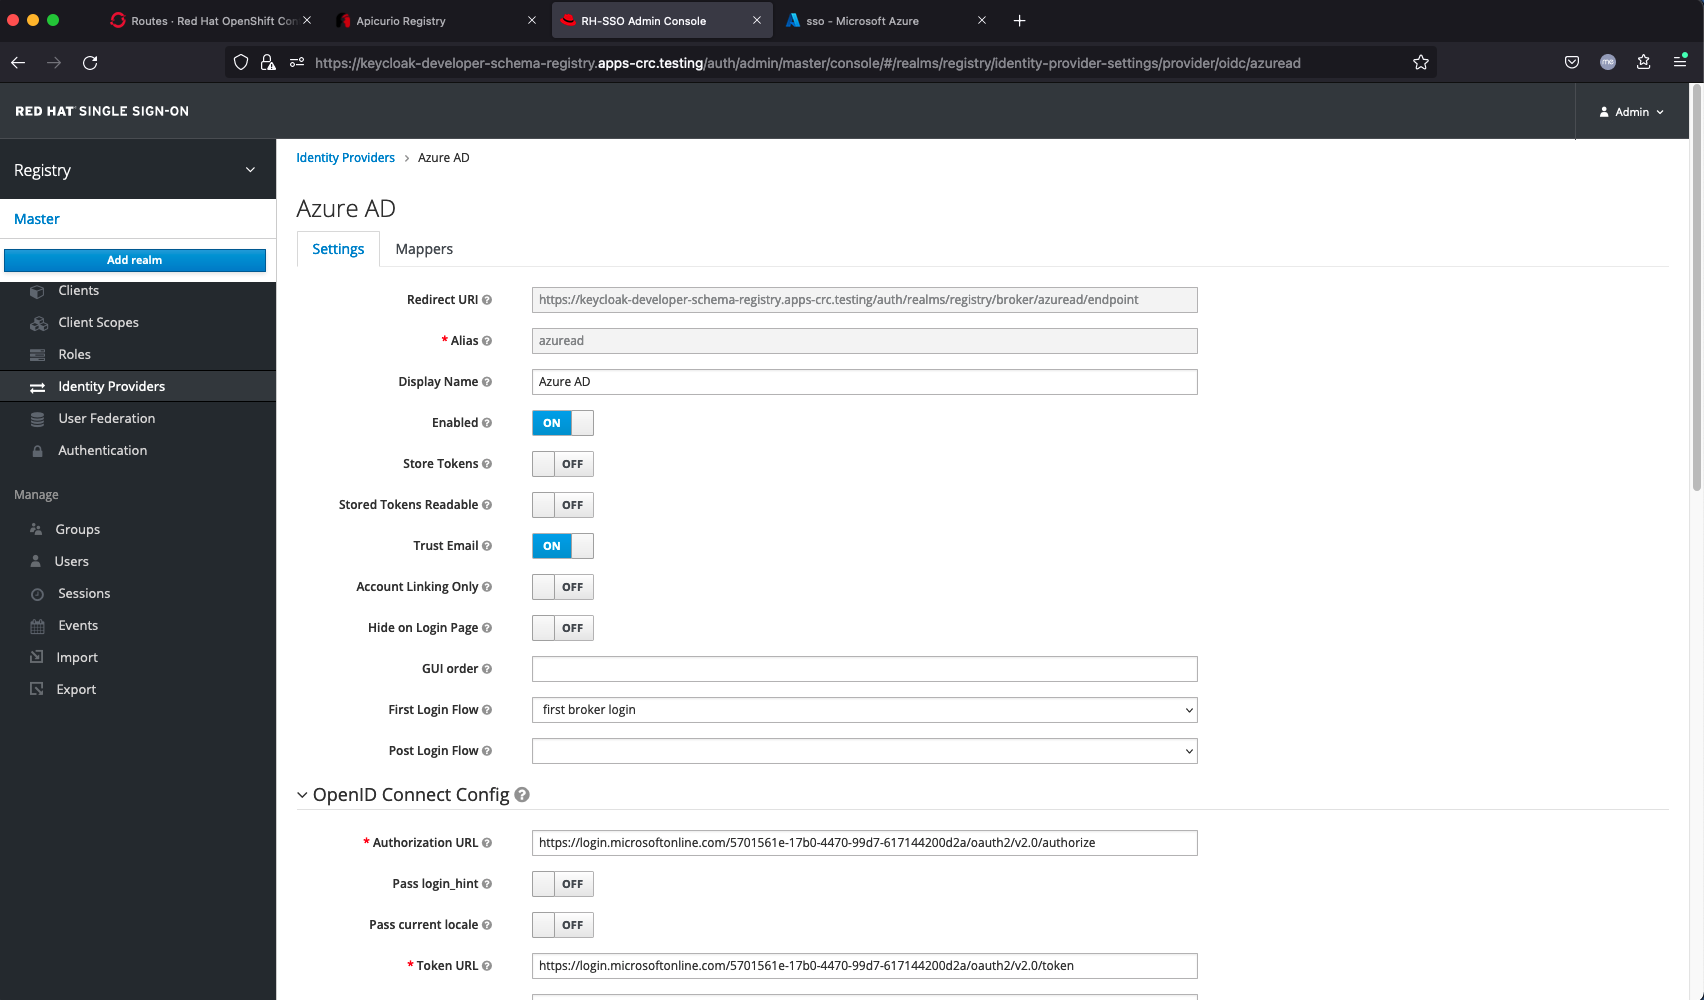 Routes · Red Hat OpenShift Con
Apicurio Registry
RH-SSO Admin Console
sso - Microsoft Azure
https://keycloak-developer-schema-registry.apps-crc.testing/auth/admin/master/console/#/realms/registry/identity-provider-settings/provider/oidc/azuread
me
RED HAT SINGLE SIGN-ON
Admin
Registry
Master
Add realm
Clients
Client Scopes
Roles
Identity Providers
User Federation
Authentication
Manage
Groups
Users
Sessions
Events
Import
Export
Identity Providers > Azure AD
Azure AD
Settings Mappers
Redirect URI https://keycloak-developer-schema-registry.apps-crc.testing/auth/realms/registry/broker/azuread/endpoint
* Alias azuread
Display Name Azure AD
Enabled ON
Store Tokens OFF
Stored Tokens Readable OFF
Trust Email ON
Account Linking Only OFF
Hide on Login Page OFF
GUI order
First Login Flow first broker login
Post Login Flow
OpenID Connect Config
* Authorization URL https://login.microsoftonline.com/5701561e-17b0-4470-99d7-617144200d2a/oauth2/v2.0/authorize
Pass login_hint OFF
Pass current locale OFF
* Token URL https://login.microsoftonline.com/5701561e-17b0-4470-99d7-617144200d2a/oauth2/v2.0/token